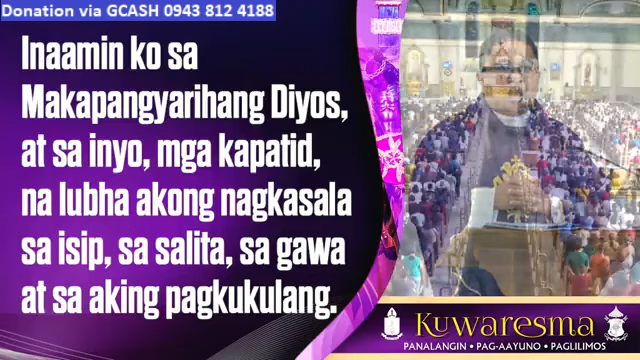 Donation via GCASH 0943 812 4188
Inaamin ko sa
Makapangyarihang Diyos,
at sa inyo, mga kapatid,
na lubha akong nagkasala
sa isip, sa salita, sa gawa
at sa aking pagkukulang.
Kuwaresma
PANALANGIN • PAG-AAYUNO • PAGLILIMOS